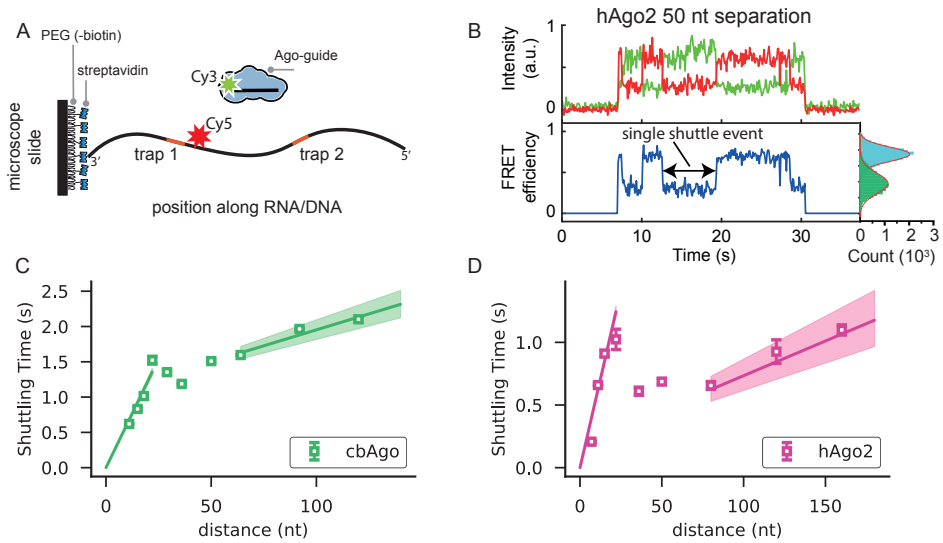 A
PEG (-biotin)
streptavidin
microscope
slide
Cy3
Ago-guide
Cy5
3′
trap 1
trap 2
5′
position along RNA/DNA
B
hAgo2 50 nt separation
Intensity
(a.u.)
1
0
single shuttle event
FRET
efficiency
1
0
0
10
20
30
Time (s)
0 1 2 3
Count (10³)
C
Shuttling Time (s)
2.5
2.0
1.5
1.0
0.5
0.0
cbAgo
0
50
100
distance (nt)
D
Shuttling Time (s)
1.0
0.5
0.0
hAgo2
0
50
100
150
distance (nt)